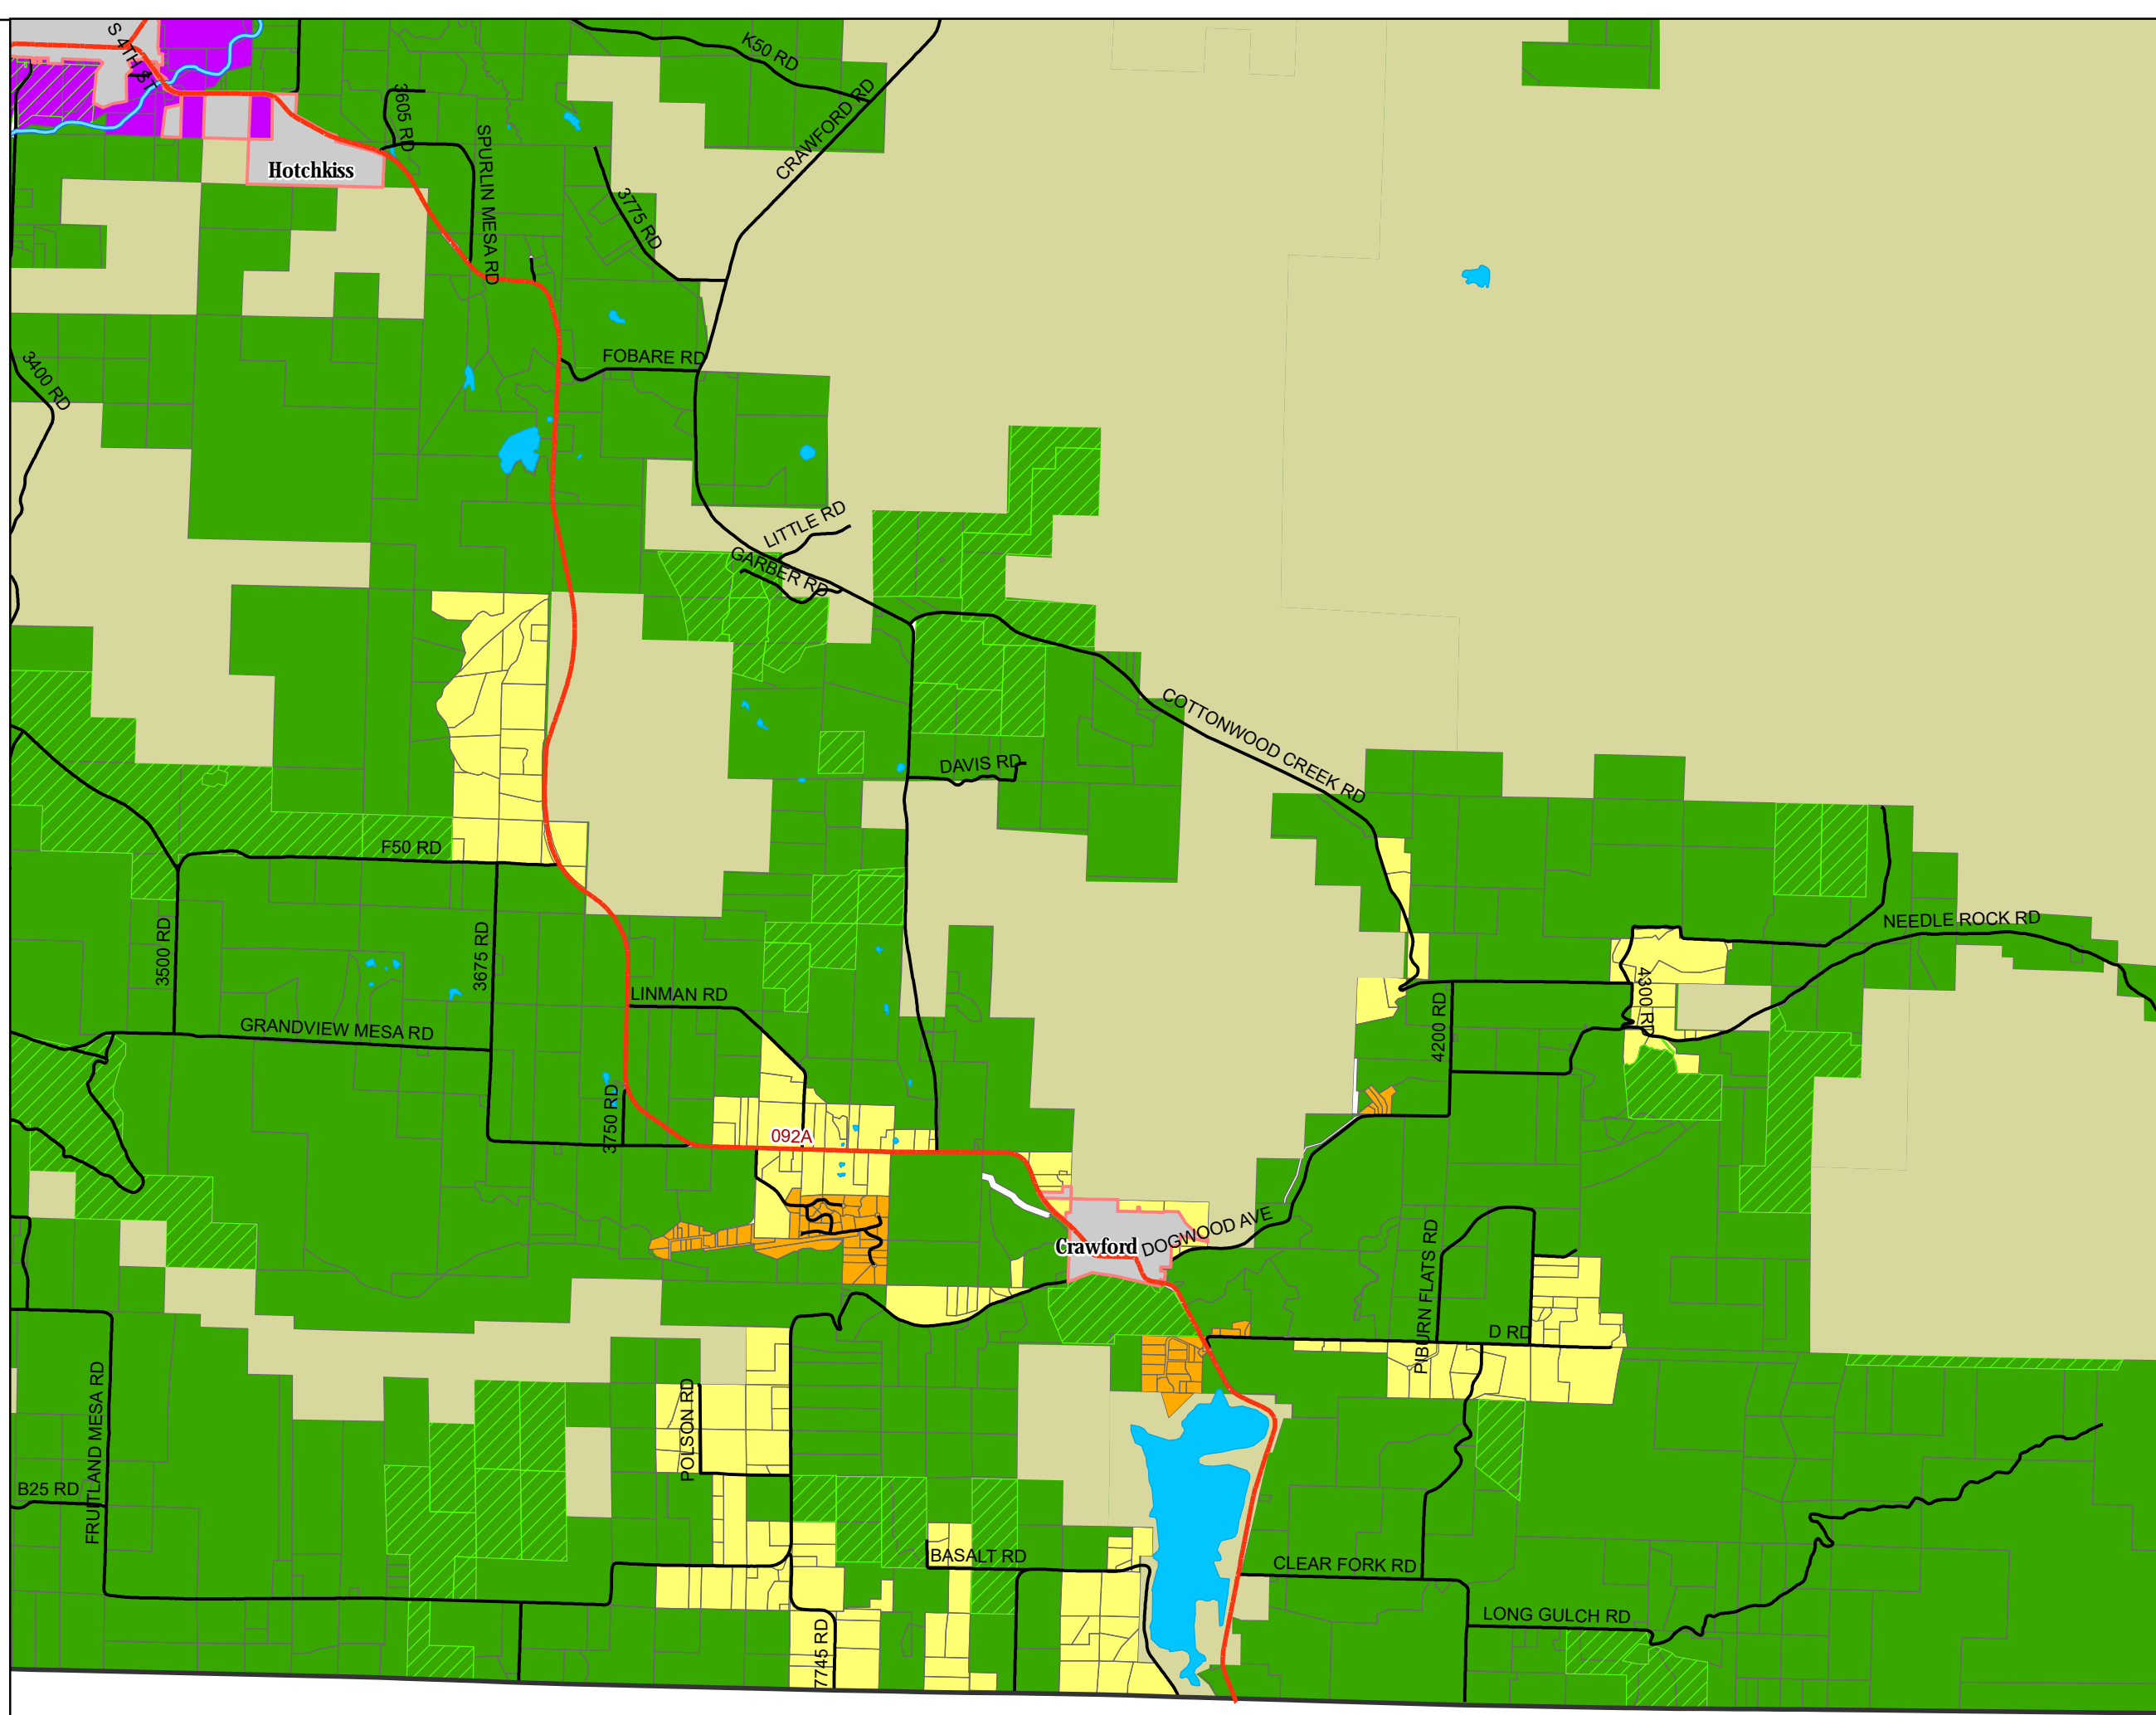 S 4TH ST
K50 RD
3605 RD
CRAWFORD RD
Hotchkiss
SPURLIN MESA RD
3775 RD
FOBARE RD
3400 RD
LITTLE RD
GARBER RD
COTTONWOOD CREEK RD
DAVIS RD
F50 RD
NEEDLE ROCK RD
3500 RD
3675 RD
LINMAN RD
4300 RD
4200 RD
GRANDVIEW MESA RD
3750 RD
092A
DOGWOOD AVE
Crawford
PIBURN FLATS RD
D RD
FRUITLAND MESA RD
POLSON RD
B25 RD
BASALT RD
CLEAR FORK RD
LONG GULCH RD
7745 RD